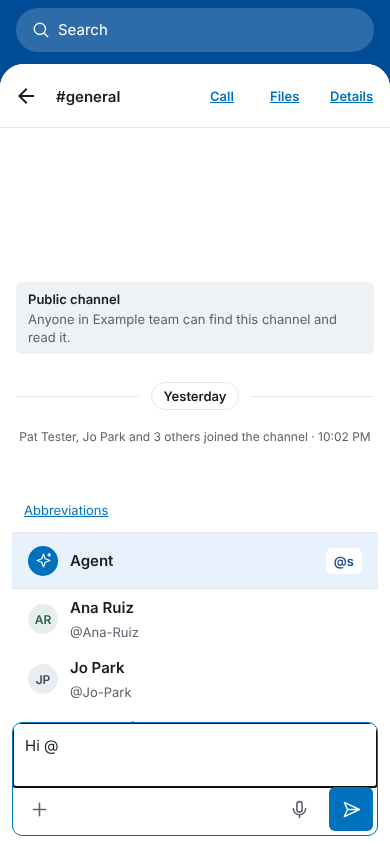 Search
#general
Call
Files
Details
Public channel
Anyone in Example team can find this channel and
read it.
Yesterday
Pat Tester, Jo Park and 3 others joined the channel · 10:02 PM
Abbreviations
Agent
@s
AR
Ana Ruiz
@Ana-Ruiz
JP
Jo Park
@Jo-Park
Hi @